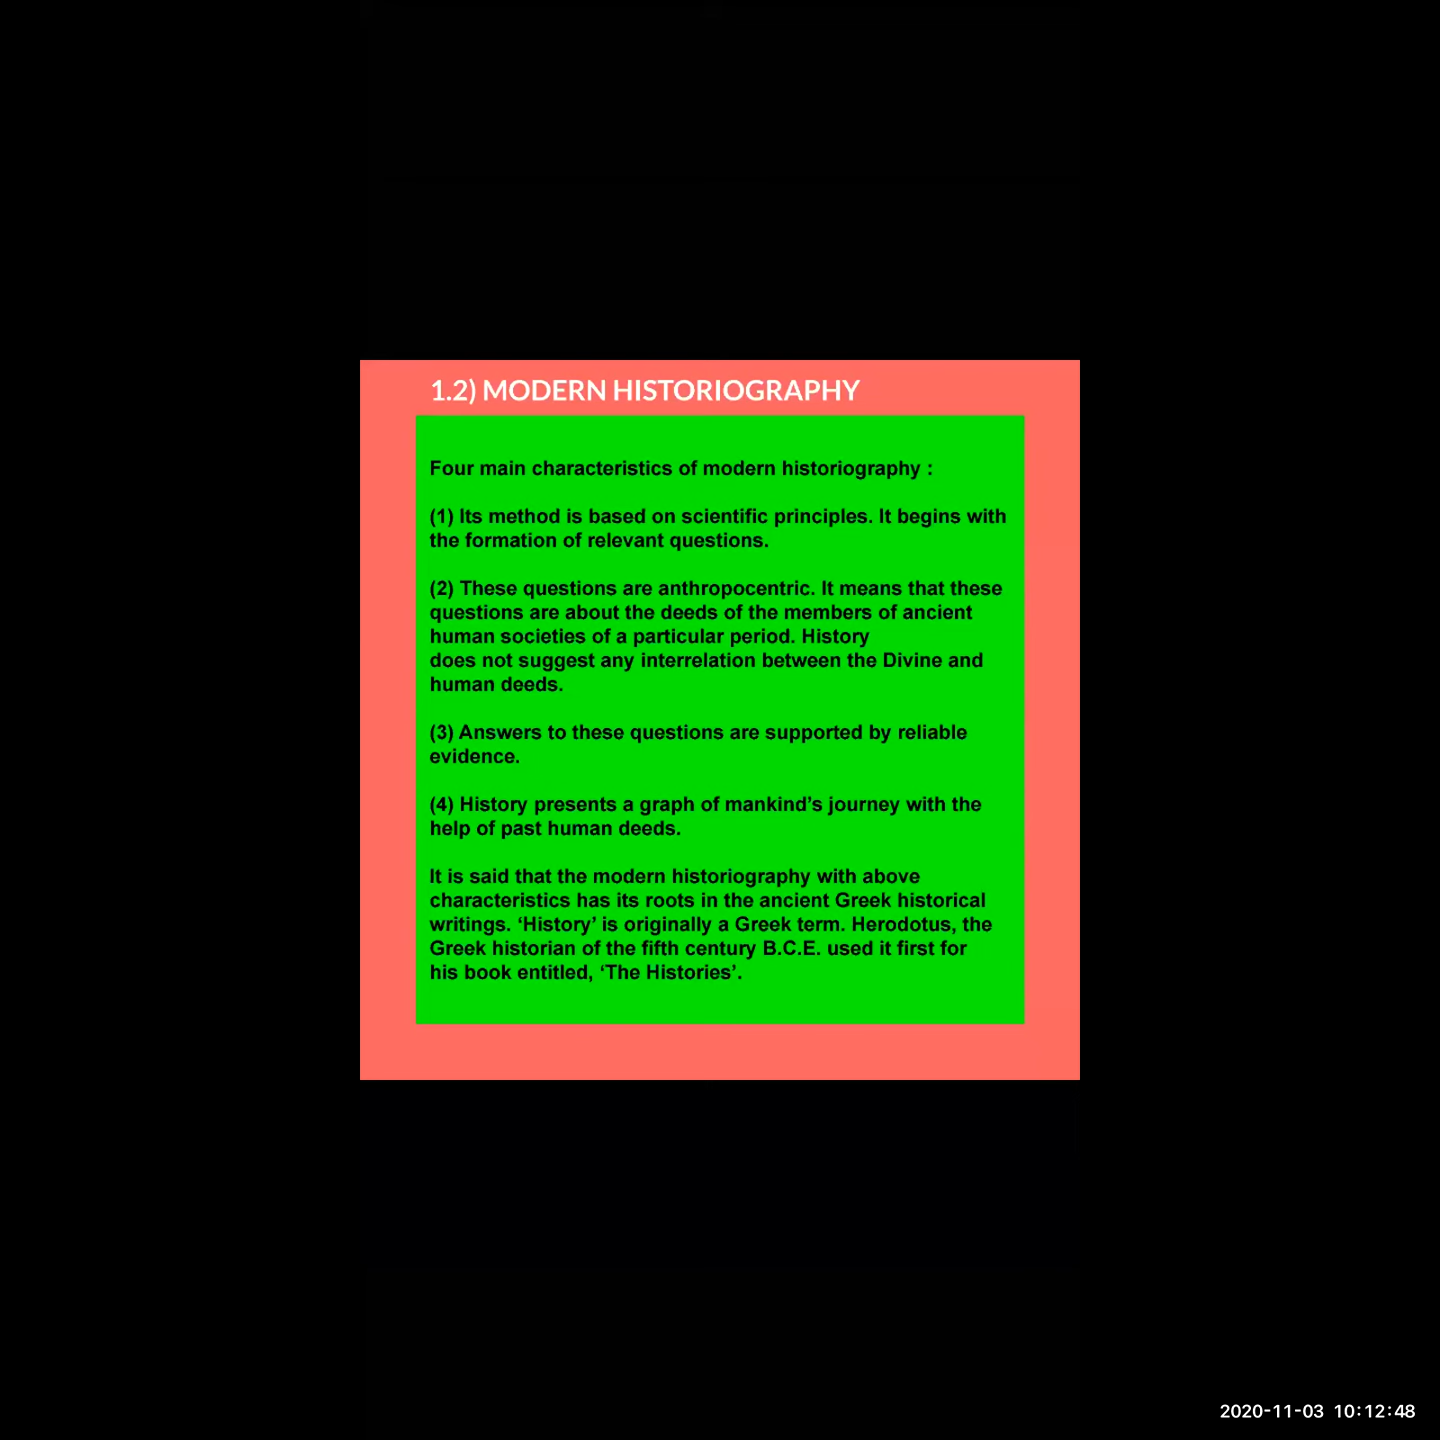 1.2) MODERN HISTORIOGRAPHY
Four main characteristics of modern historiography :
(1) Its method is based on scientific principles. It begins with
the formation of relevant questions.
(2) These questions are anthropocentric. It means that these
questions are about the deeds of the members of ancient
human societies of a particular period. History
does not suggest any interrelation between the Divine and
human deeds.
(3) Answers to these questions are supported by reliable
evidence.
(4) History presents a graph of mankind’s journey with the
help of past human deeds.
It is said that the modern historiography with above
characteristics has its roots in the ancient Greek historical
writings. ‘History’ is originally a Greek term. Herodotus, the
Greek historian of the fifth century B.C.E. used it first for
his book entitled, ‘The Histories’.
2020-11-03 10:12:48